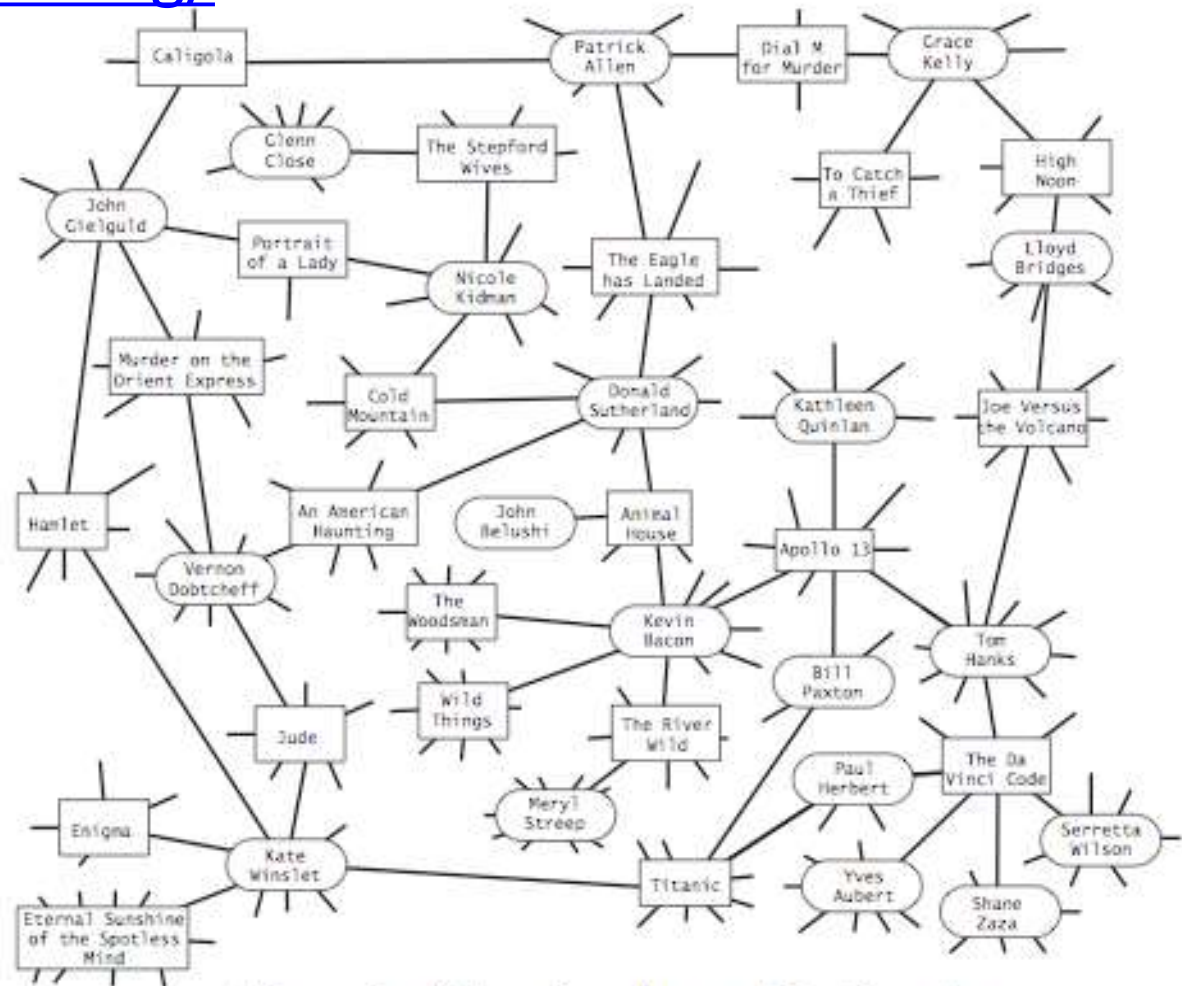 Caligola
Patrick
Allen
Dial M
for Murder
Grace
Kelly
Glenn
Close
The Stepford
Wives
To Catch
a Thief
High
Noon
John
Gielguld
Portrait
of a Lady
Nicole
Kidman
The Eagle
has Landed
Lloyd
Bridges
Murder on the
Orient Express
Cold
Mountain
Donald
Sutherland
Kathleen
Quinlan
Joe Versus
the Volcano
Hamlet
An American
Haunting
John
Belushi
Animal
House
Apollo 13
Vernon
Dobtcheff
The
Woodsman
Kevin
Bacon
Tom
Hanks
Bill
Paxton
Wild
Things
The River
Wild
Jude
Paul
Herbert
The Da
Vinci Code
Meryl
Streep
Enigma
Serretta
Wilson
Kate
Winslet
Titanic
Yves
Aubert
Shane
Zaza
Eternal Sunshine
of the Spotless
Mind